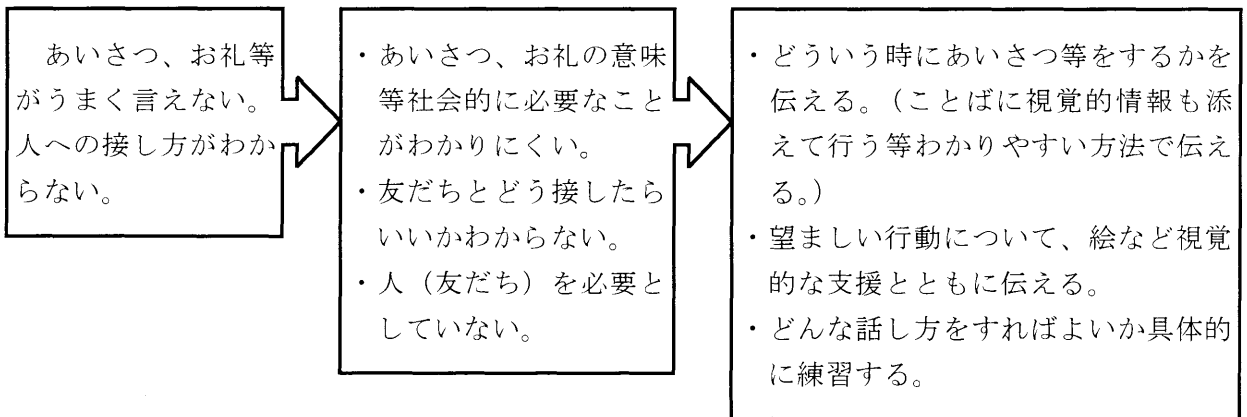 あいさつ、お礼等
がうまく言えない。
人への接し方がわか
らない。
・あいさつ、お礼の意味
等社会的に必要なこと
がわかりにくい。
・友だちとどう接したら
いいかわからない。
・人（友だち）を必要と
していない。
・どういう時にあいさつ等をするかを
伝える。（ことばに視覚的情報も添
えて行う等わかりやすい方法で伝え
る。）
・望ましい行動について、絵など視覚
的な支援とともに伝える。
・どんな話し方をすればよいか具体的
に練習する。